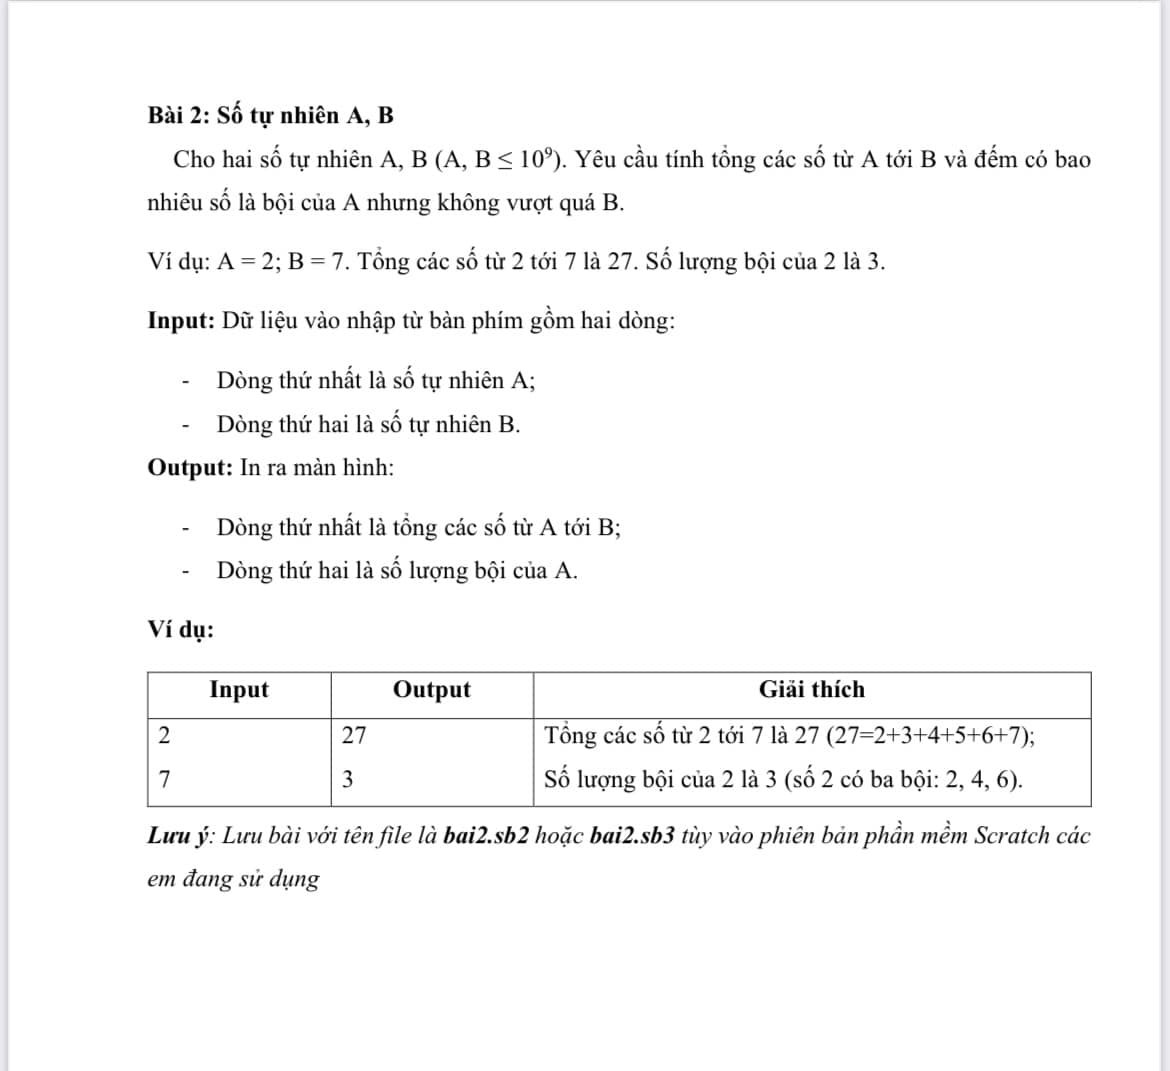 Bài 2: Số tự nhiên A, B
Cho hai số tự nhiên A, B (A, B ≤ 10⁹). Yêu cầu tính tổng các số từ A tới B và đếm có bao
nhiêu số là bội của A nhưng không vượt quá B.
Ví dụ: A = 2; B = 7. Tổng các số từ 2 tới 7 là 27. Số lượng bội của 2 là 3.
Input: Dữ liệu vào nhập từ bàn phím gồm hai dòng:
- Dòng thứ nhất là số tự nhiên A;
- Dòng thứ hai là số tự nhiên B.
Output: In ra màn hình:
- Dòng thứ nhất là tổng các số từ A tới B;
- Dòng thứ hai là số lượng bội của A.
Ví dụ:
Input Output Giải thích
2 27 Tổng các số từ 2 tới 7 là 27 (27=2+3+4+5+6+7);
7 3 Số lượng bội của 2 là 3 (số 2 có ba bội: 2, 4, 6).
Lưu ý: Lưu bài với tên file là bai2.sb2 hoặc bai2.sb3 tùy vào phiên bản phần mềm Scratch các
em đang sử dụng